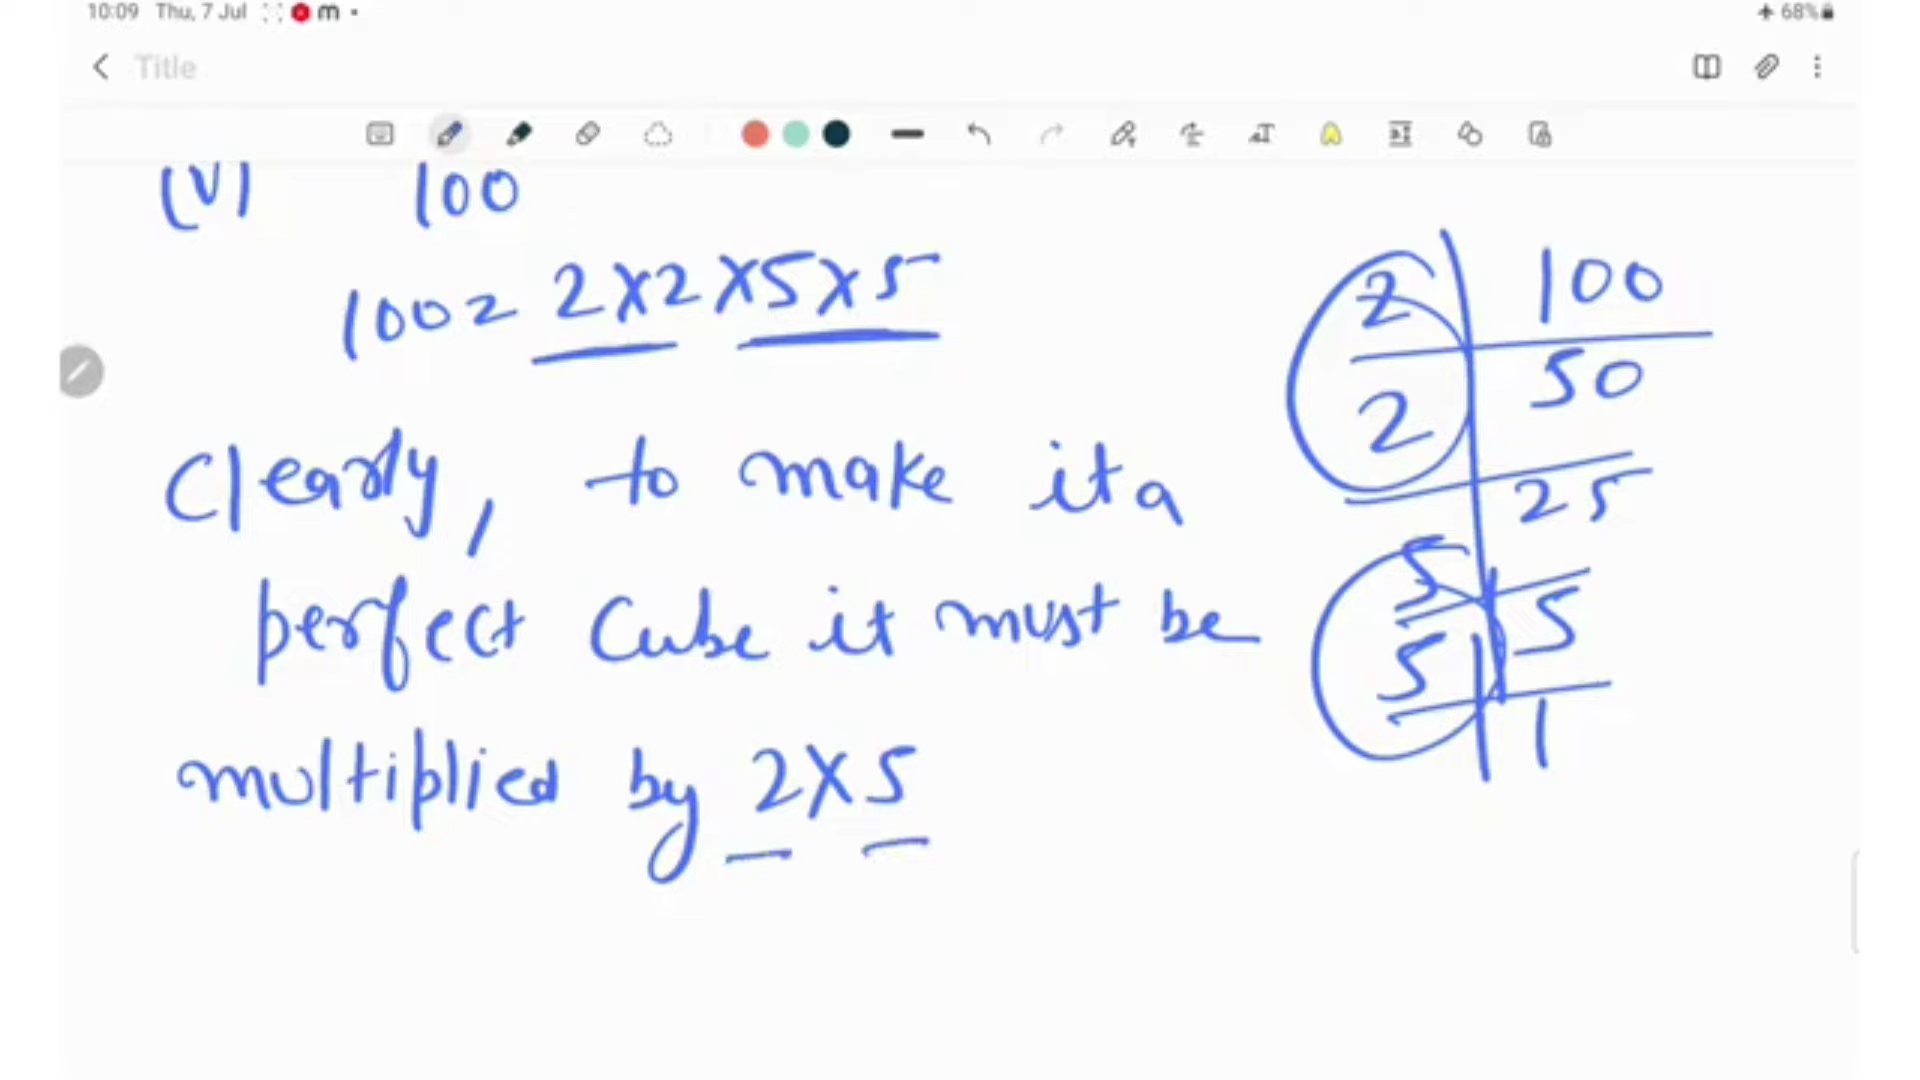 10:09 Thu, 7 Jul m •
68%
Title
(V) 100
100 = 2 X 2 X 5 X 5
Clearly, to make it a
perfect Cube it must be
multiplied by 2 X 5
2 100
2 50
25
5
5 5
1